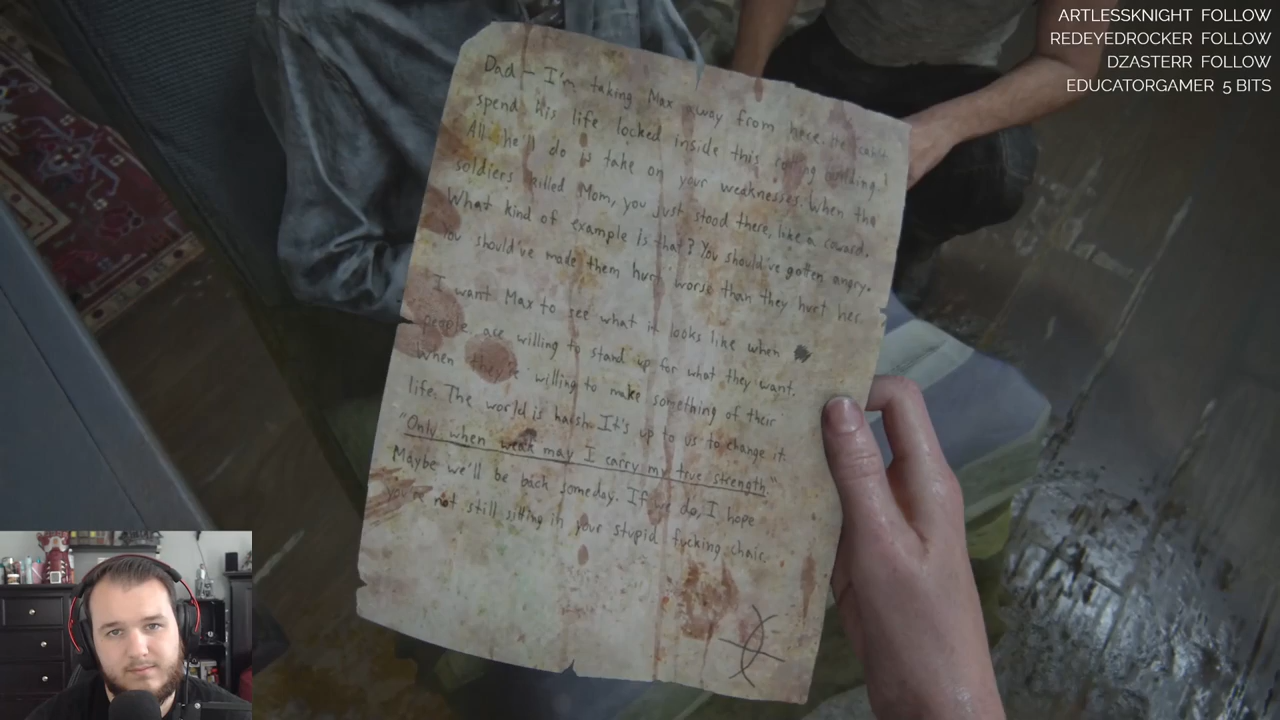 ARTLESSKNIGHT FOLLOW
REDEYEDROCKER FOLLOW
DZASTERR FOLLOW
EDUCATORGAMER 5 BITS
Dad - I'm taking Max away from here. He can't
spend his life locked inside this rotting building!
All he'll do is take on your weaknesses. When the
soldiers killed Mom, you just stood there, like a coward.
What kind of example is that? You should've gotten angry.
You should've made them hurt worse than they hurt her.
I want Max to see what it looks like when
people are willing to stand up for what they want.
When they're willing to make something of their
life. The world is harsh. It's up to us to change it.
"Only when weak may I carry my true strength"
Maybe we'll be back someday. If we do, I hope
you're not still sitting in your stupid fucking chair.